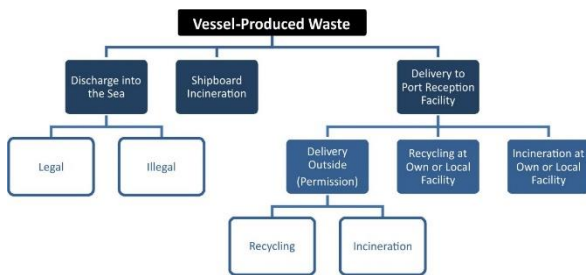 Vessel-Produced Waste
Discharge into
the Sea
Shipboard
Incineration
Delivery to
Port Reception
Facility
Legal
Illegal
Delivery
Outside
(Permission)
Recycling at
Own or Local
Facility
Incineration at
Own or Local
Facility
Recycling
Incineration